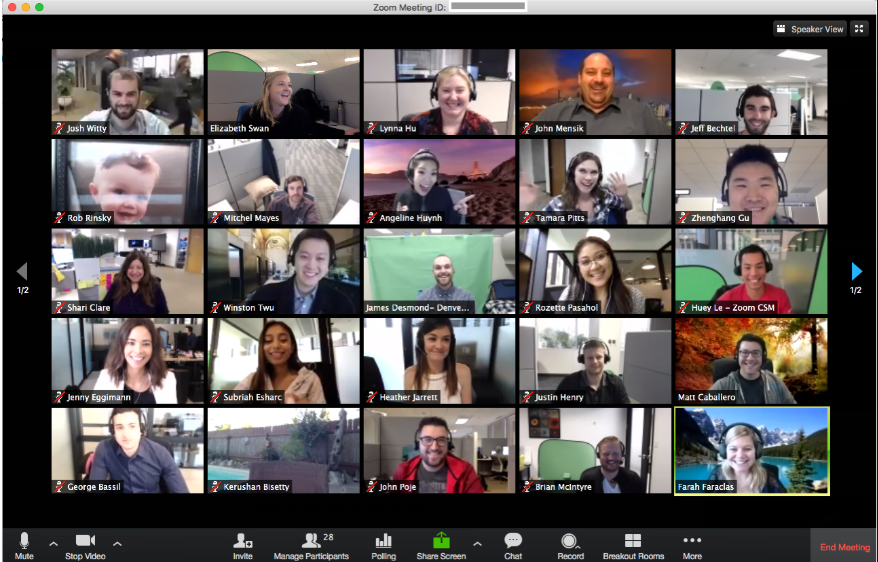 Zoom Meeting ID:
Speaker View
Josh Witty
Elizabeth Swan
Lynna Hu
John Mensik
Jeff Bechtel
Rob Rinsky
Mitchel Mayes
Angeline Huynh
Tamara Pitts
Zhenghang Gu
1/2
1/2
Shari Clare
Winston Twu
James Desmond- Denve...
Rozette Pasahol
Huey Le - Zoom CSM
Jenny Eggimann
Subriah Esharc
Heather Jarrett
Justin Henry
Matt Caballero
George Bassil
Kerushan Bisetty
John Poje
Brian McIntyre
Farah Faraclas
28
Mute
Stop Video
Invite
Manage Participants
Polling
Share Screen
Chat
Record
Breakout Rooms
More
End Meeting